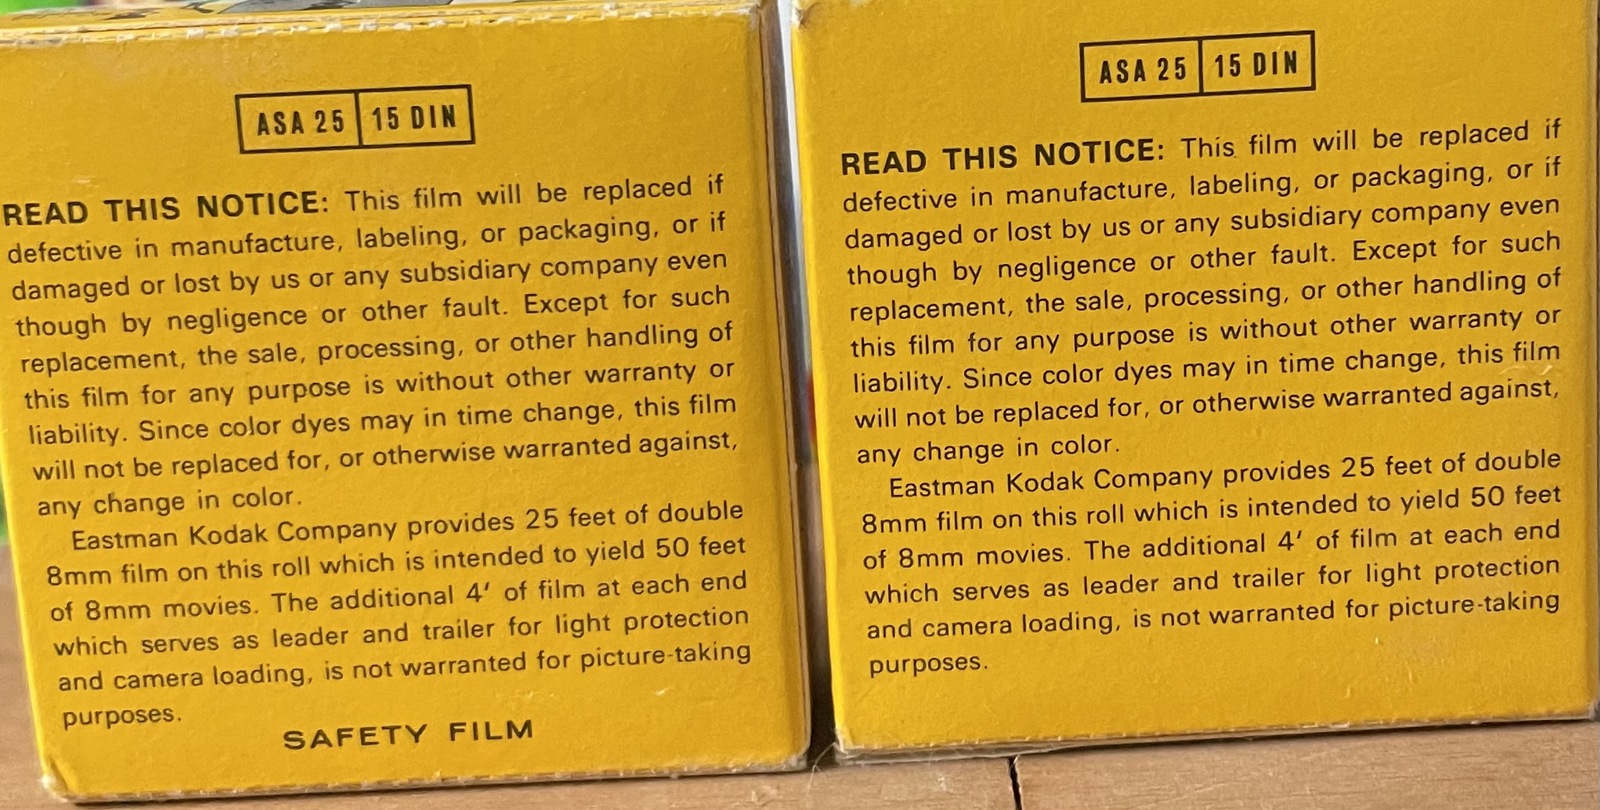 ASA 25 15 DIN
READ THIS NOTICE: This film will be replaced if
defective in manufacture, labeling, or packaging, or if
damaged or lost by us or any subsidiary company even
though by negligence or other fault. Except for such
replacement, the sale, processing, or other handling of
this film for any purpose is without other warranty or
liability. Since color dyes may in time change, this film
will not be replaced for, or otherwise warranted against,
any change in color.
Eastman Kodak Company provides 25 feet of double
8mm film on this roll which is intended to yield 50 feet
of 8mm movies. The additional 4′ of film at each end
which serves as leader and trailer for light protection
and camera loading, is not warranted for picture-taking
purposes.
SAFETY FILM
ASA 25 15 DIN
READ THIS NOTICE: This film will be replaced if
defective in manufacture, labeling, or packaging, or if
damaged or lost by us or any subsidiary company even
though by negligence or other fault. Except for such
replacement, the sale, processing, or other handling of
this film for any purpose is without other warranty or
liability. Since color dyes may in time change, this film
will not be replaced for, or otherwise warranted against,
any change in color.
Eastman Kodak Company provides 25 feet of double
8mm film on this roll which is intended to yield 50 feet
of 8mm movies. The additional 4′ of film at each end
which serves as leader and trailer for light protection
and camera loading, is not warranted for picture-taking
purposes.